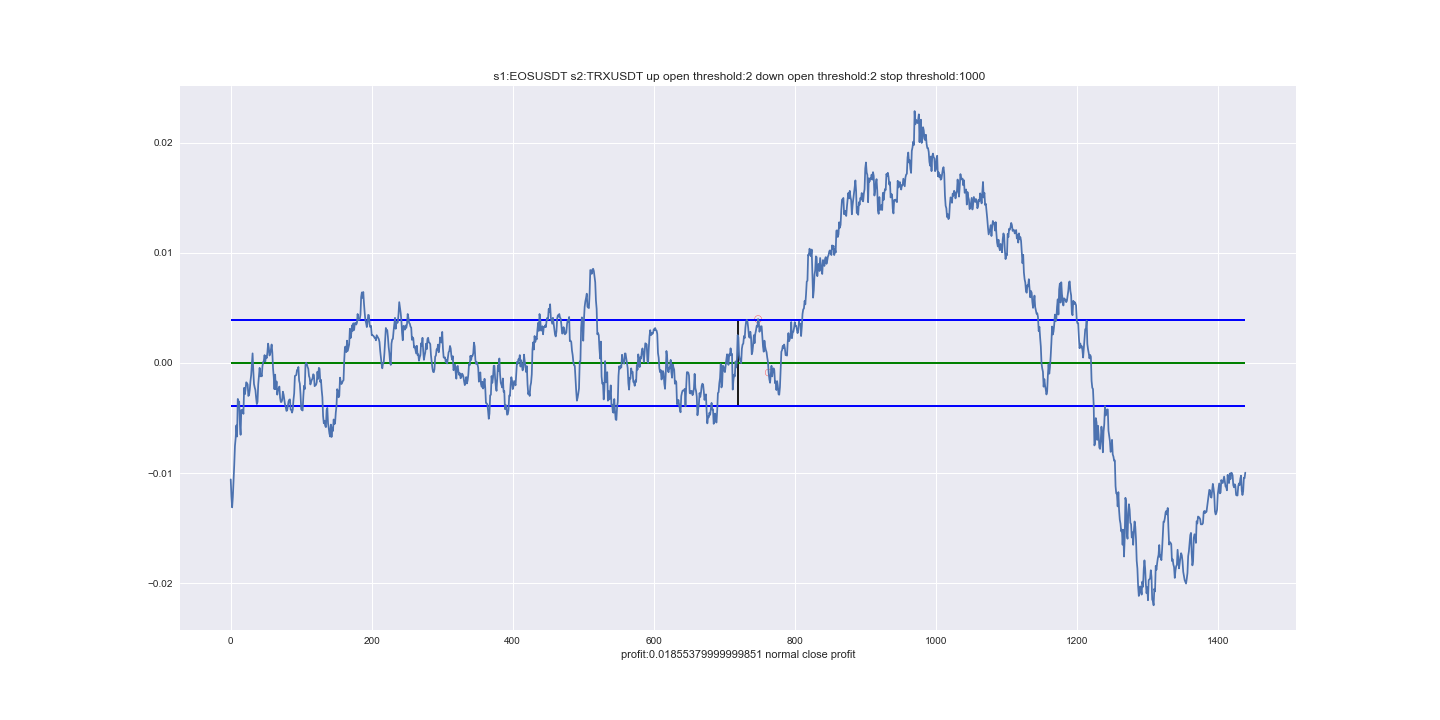 s1:EOSUSDT s2:TRXUSDT up open threshold:2 down open threshold:2 stop threshold:1000
0.02
0.01
0.00
−0.01
−0.02
0 200 400 600 800 1000 1200 1400
profit:0.01855379999999851 normal close profit